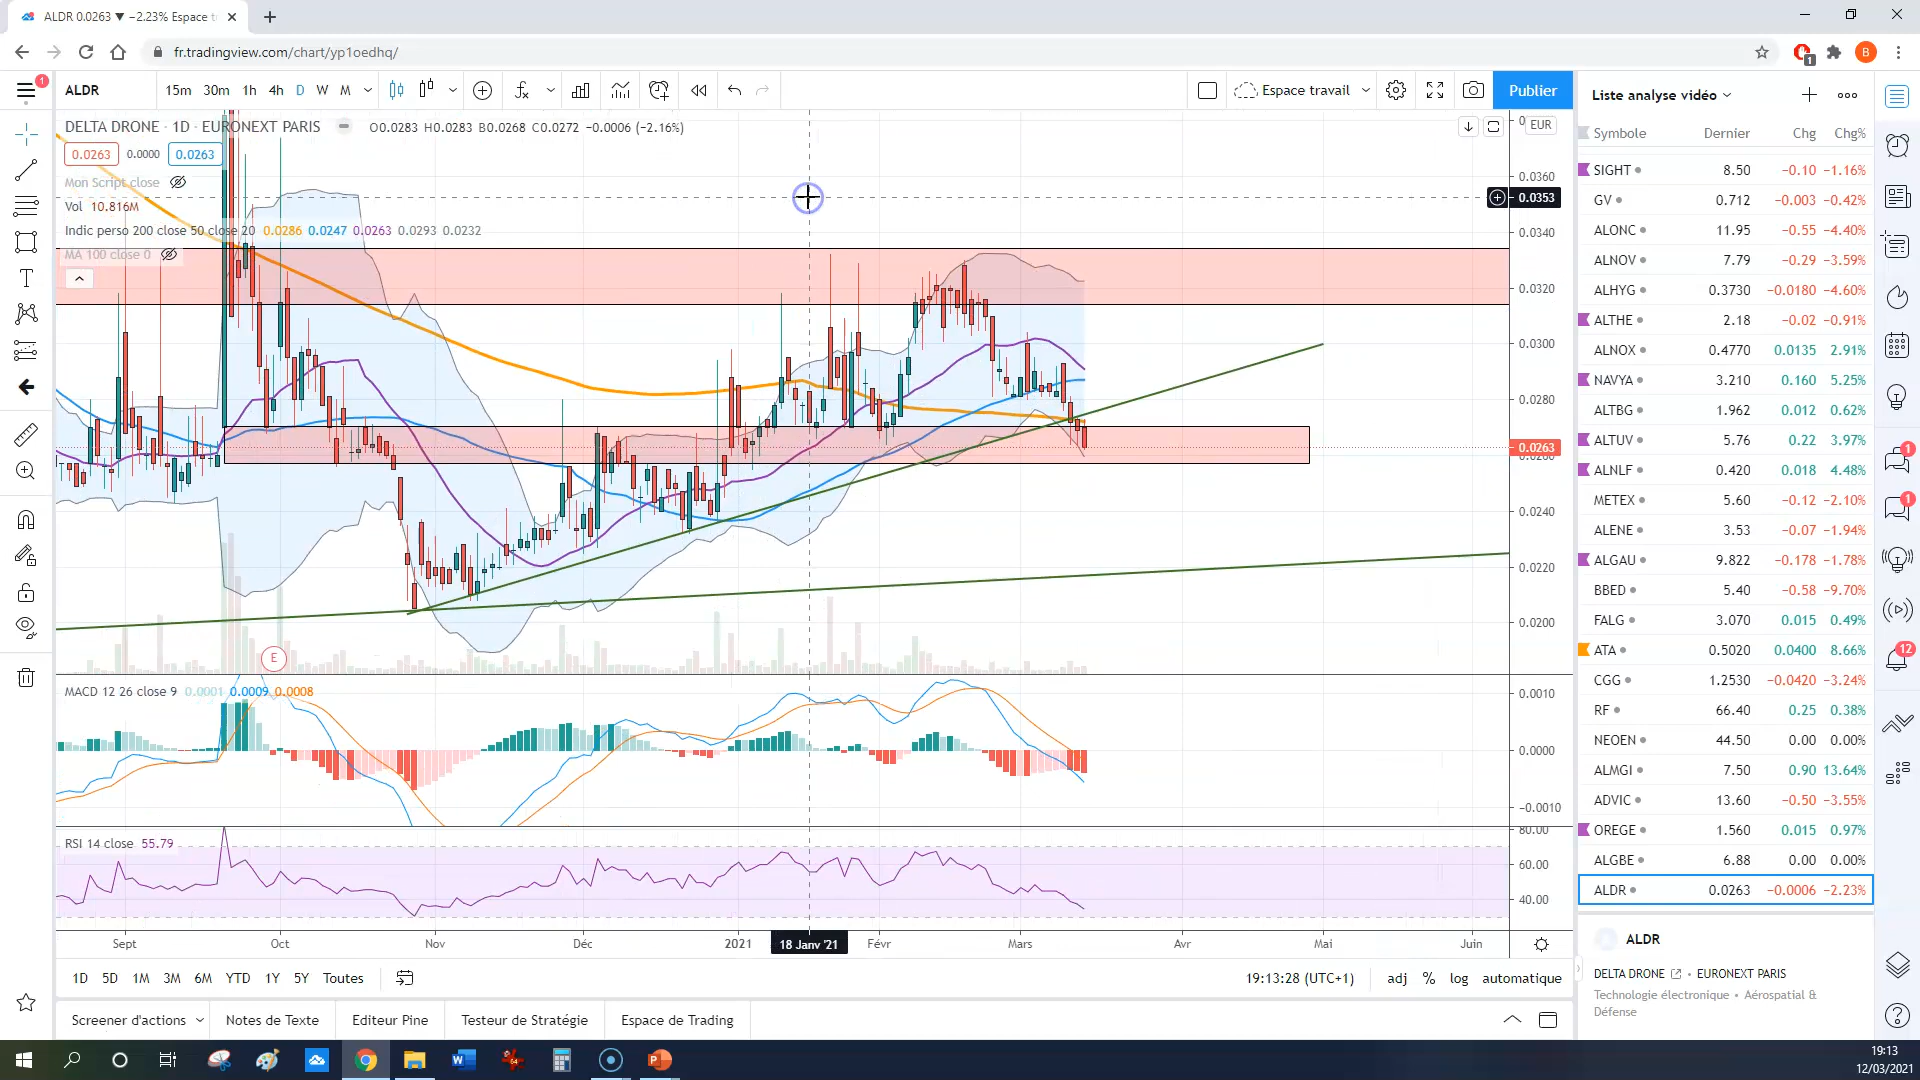 ALDR 0.0263 ▼ −2.23% Espace t
fr.tradingview.com/chart/yp1oedhq/
1
B
1
ALDR
15m 30m 1h 4h D W M
Espace travail
Publier
Liste analyse vidéo
DELTA DRONE · 1D · EURONEXT PARIS
O0.0283 H0.0283 B0.0268 C0.0272 −0.0006 (−2.16%)
EUR
0.0263 0.0000 0.0263
Mon Script close
Vol 10.816M
Indic perso 200 close 50 close 20 0.0286 0.0247 0.0263 0.0293 0.0232
MA 100 close 0
0.0360
0.0353
0.0340
0.0320
0.0300
0.0280
0.0263
0.0260
0.0240
0.0220
0.0200
E
MACD 12 26 close 9 0.0001 0.0009 0.0008
0.0010
0.0000
−0.0010
RSI 14 close 55.79
80.00
60.00
40.00
Sept Oct Nov Déc 2021 18 Janv '21 Févr Mars Avr Mai Juin
1D 5D 1M 3M 6M YTD 1Y 5Y Toutes
19:13:28 (UTC+1) adj % log automatique
Screener d'actions Notes de Texte Editeur Pine Testeur de Stratégie Espace de Trading
Symbole Dernier Chg Chg%
SIGHT 8.50 −0.10 −1.16%
GV 0.712 −0.003 −0.42%
ALONC 11.95 −0.55 −4.40%
ALNOV 7.79 −0.29 −3.59%
ALHYG 0.3730 −0.0180 −4.60%
ALTHE 2.18 −0.02 −0.91%
ALNOX 0.4770 0.0135 2.91%
NAVYA 3.210 0.160 5.25%
ALTBG 1.962 0.012 0.62%
ALTUV 5.76 0.22 3.97%
ALNLF 0.420 0.018 4.48%
METEX 5.60 −0.12 −2.10%
ALENE 3.53 −0.07 −1.94%
ALGAU 9.822 −0.178 −1.78%
BBED 5.40 −0.58 −9.70%
FALG 3.070 0.015 0.49%
ATA 0.5020 0.0400 8.66%
CGG 1.2530 −0.0420 −3.24%
RF 66.40 0.25 0.38%
NEOEN 44.50 0.00 0.00%
ALMGI 7.50 0.90 13.64%
ADVIC 13.60 −0.50 −3.55%
OREGE 1.560 0.015 0.97%
ALGBE 6.88 0.00 0.00%
ALDR 0.0263 −0.0006 −2.23%
ALDR
DELTA DRONE • EURONEXT PARIS
Technologie électronique • Aérospatial &
Défense
1
1
12
19:13
12/03/2021